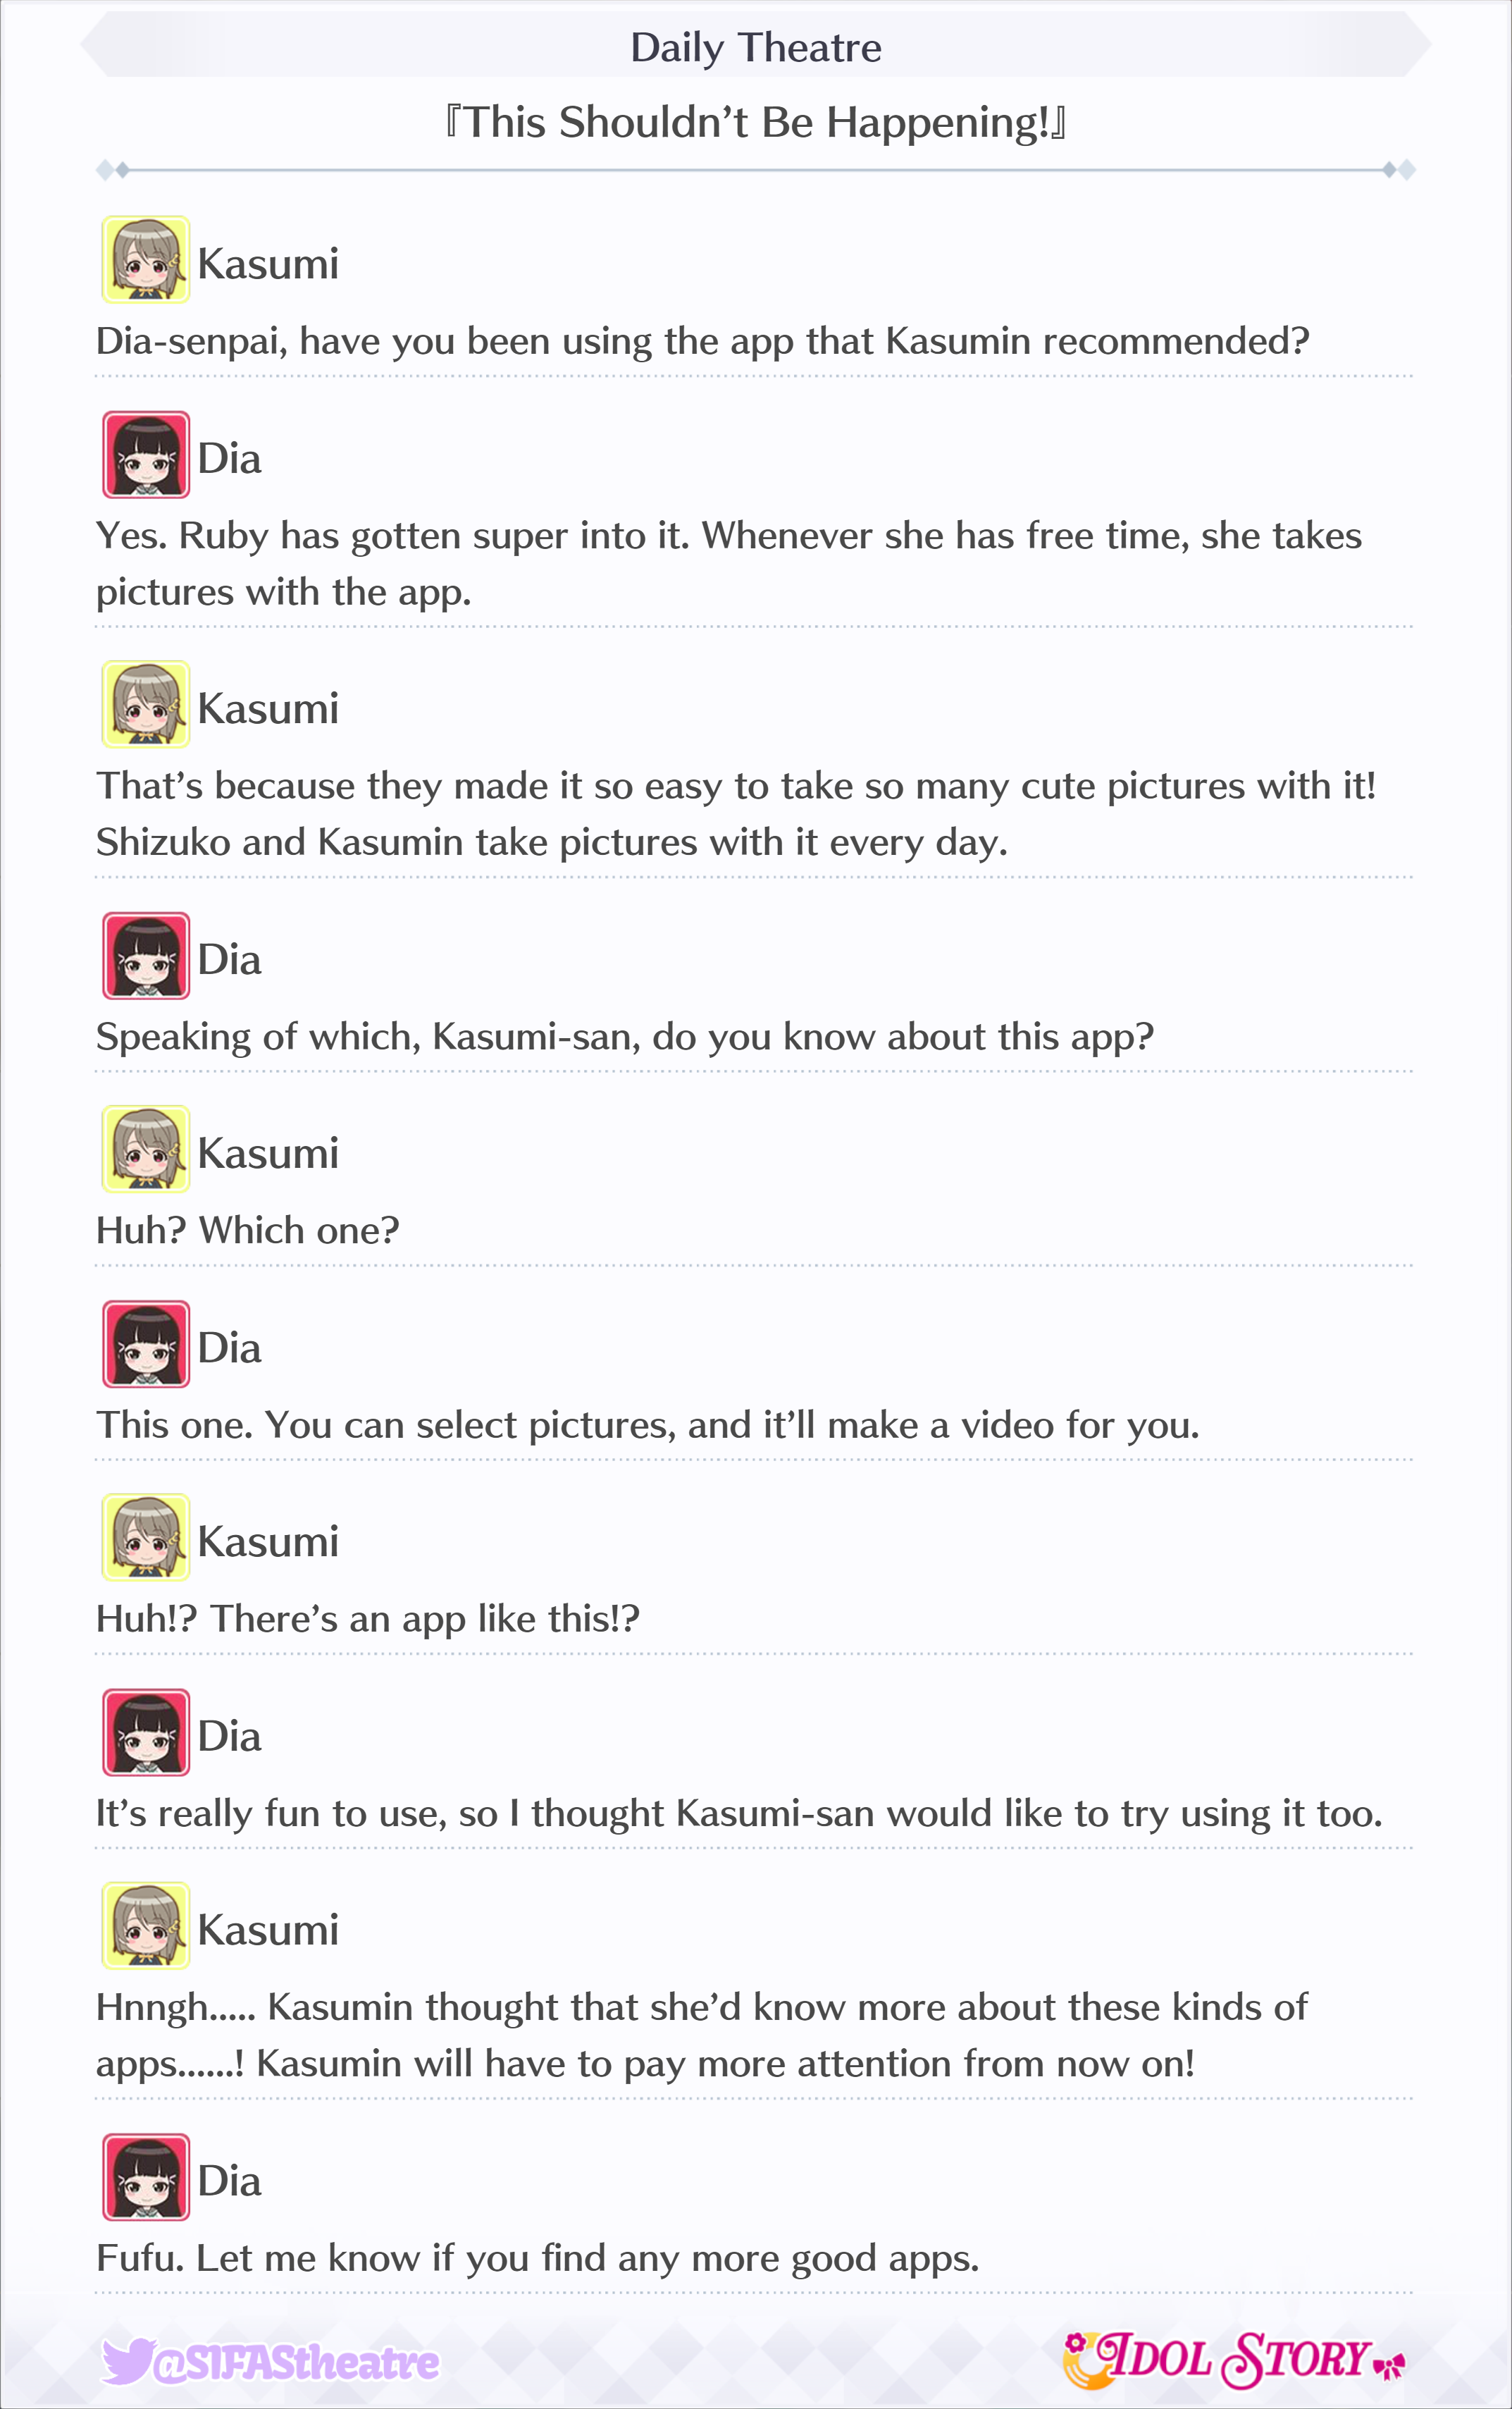 Daily Theatre
『This Shouldn’t Be Happening!』
Kasumi
Dia-senpai, have you been using the app that Kasumin recommended?
Dia
Yes. Ruby has gotten super into it. Whenever she has free time, she takes
pictures with the app.
Kasumi
That’s because they made it so easy to take so many cute pictures with it!
Shizuko and Kasumin take pictures with it every day.
Dia
Speaking of which, Kasumi-san, do you know about this app?
Kasumi
Huh? Which one?
Dia
This one. You can select pictures, and it’ll make a video for you.
Kasumi
Huh!? There’s an app like this!?
Dia
It’s really fun to use, so I thought Kasumi-san would like to try using it too.
Kasumi
Hnngh..... Kasumin thought that she’d know more about these kinds of
apps......! Kasumin will have to pay more attention from now on!
Dia
Fufu. Let me know if you find any more good apps.
@SIFAStheatre
IDOL STORY